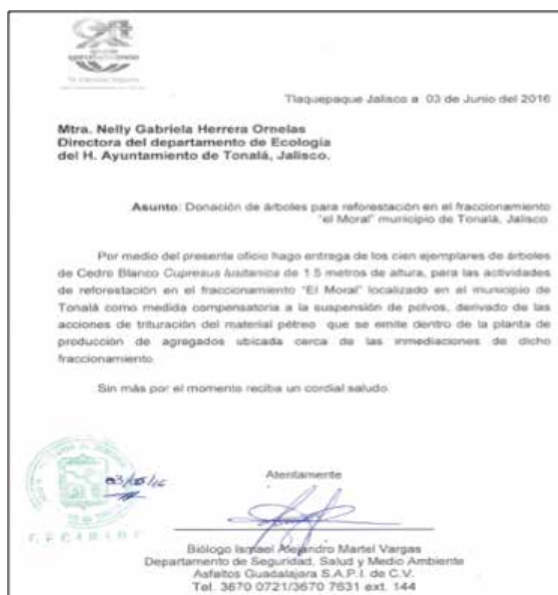 Tlaquepaque Jalisco a 03 de Junio del 2016
Mtra. Nelly Gabriela Herrera Ornelas
Directora del departamento de Ecología
del H. Ayuntamiento de Tonalá, Jalisco.
Asunto: Donación de árboles para reforestación en el fraccionamiento
"el Moral" municipio de Tonalá, Jalisco.
Por medio del presente oficio hago entrega de los cien ejemplares de árboles
de Cedro Blanco Cupresus lusitanica de 1.5 metros de altura, para las actividades
de reforestación en el fraccionamiento "El Moral" localizado en el municipio de
Tonalá como medida compensatoria a la suspensión de polvos, derivado de las
acciones de trituración del material pétreo que se emite dentro de la planta de
producción de agregados ubicada cerca de las inmediaciones de dicho
fraccionamiento.
Sin más por el momento reciba un cordial saludo.
Atentamente
Biólogo Ismael Alejandro Martel Vargas
Departamento de Seguridad, Salud y Medio Ambiente
Asfaltos Guadalajara S.A.P.I. de C.V.
Tel. 3670 0721/3670 7631 ext. 144